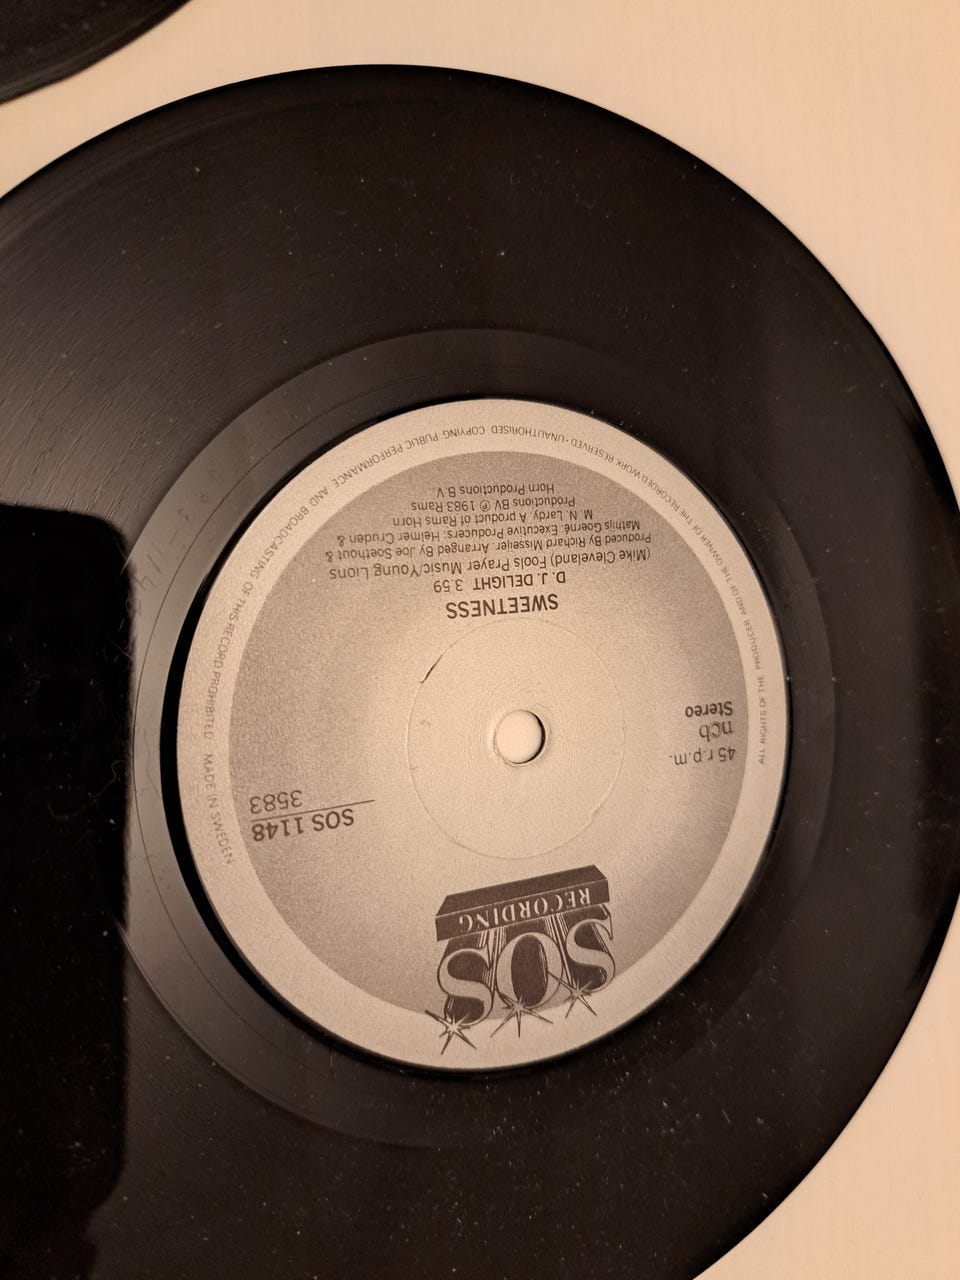 SOS
RECORDING
SOS 1148
3583
45 r.p.m.
ncb
Stereo
SWEETNESS
D. J. DELIGHT 3.59
(Mike Cleveland) Fools Prayer Music/Young Lions
Produced By Richard Misseijer. Arranged By Joe Soethout &
Mathijs Goerné. Executive Producers: Helmer Cruden &
M. N. Lardy. A product of Rams Horn
Productions BV ℗ 1983 Rams
Horn Productions B.V.
ALL RIGHTS OF THE PRODUCER AND OF THE OWNER OF THE RECORDED WORK RESERVED · UNAUTHORISED COPYING PUBLIC PERFORMANCE AND BROADCASTING OF THIS RECORD PROHIBITED MADE IN SWEDEN